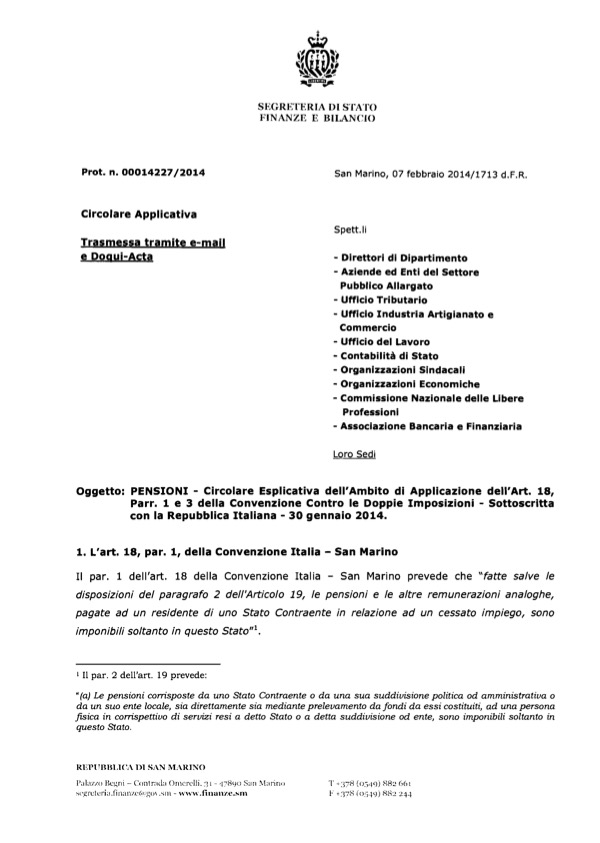 SEGRETERIA DI STATO
FINANZE E BILANCIO
Prot. n. 00014227/2014
San Marino, 07 febbraio 2014/1713 d.F.R.
Circolare Applicativa
Trasmessa tramite e-mail
e Doqui-Acta
Spett.li
- Direttori di Dipartimento
- Aziende ed Enti del Settore
Pubblico Allargato
- Ufficio Tributario
- Ufficio Industria Artigianato e
Commercio
- Ufficio del Lavoro
- Contabilità di Stato
- Organizzazioni Sindacali
- Organizzazioni Economiche
- Commissione Nazionale delle Libere
Professioni
- Associazione Bancaria e Finanziaria
Loro Sedi
Oggetto: PENSIONI - Circolare Esplicativa dell'Ambito di Applicazione dell'Art. 18,
Parr. 1 e 3 della Convenzione Contro le Doppie Imposizioni - Sottoscritta
con la Repubblica Italiana - 30 gennaio 2014.
1. L'art. 18, par. 1, della Convenzione Italia – San Marino
Il par. 1 dell'art. 18 della Convenzione Italia – San Marino prevede che "fatte salve le
disposizioni del paragrafo 2 dell'Articolo 19, le pensioni e le altre remunerazioni analoghe,
pagate ad un residente di uno Stato Contraente in relazione ad un cessato impiego, sono
imponibili soltanto in questo Stato"1.
1 Il par. 2 dell'art. 19 prevede:
"(a) Le pensioni corrisposte da uno Stato Contraente o da una sua suddivisione politica od amministrativa o
da un suo ente locale, sia direttamente sia mediante prelevamento da fondi da essi costituiti, ad una persona
fisica in corrispettivo di servizi resi a detto Stato o a detta suddivisione od ente, sono imponibili soltanto in
questo Stato.
REPUBBLICA DI SAN MARINO
Palazzo Begni – Contrada Omerelli, 31 - 47890 San Marino
segreteria.finanze@gov.sm - www.finanze.sm
T +378 (0549) 882 661
F +378 (0549) 882 244